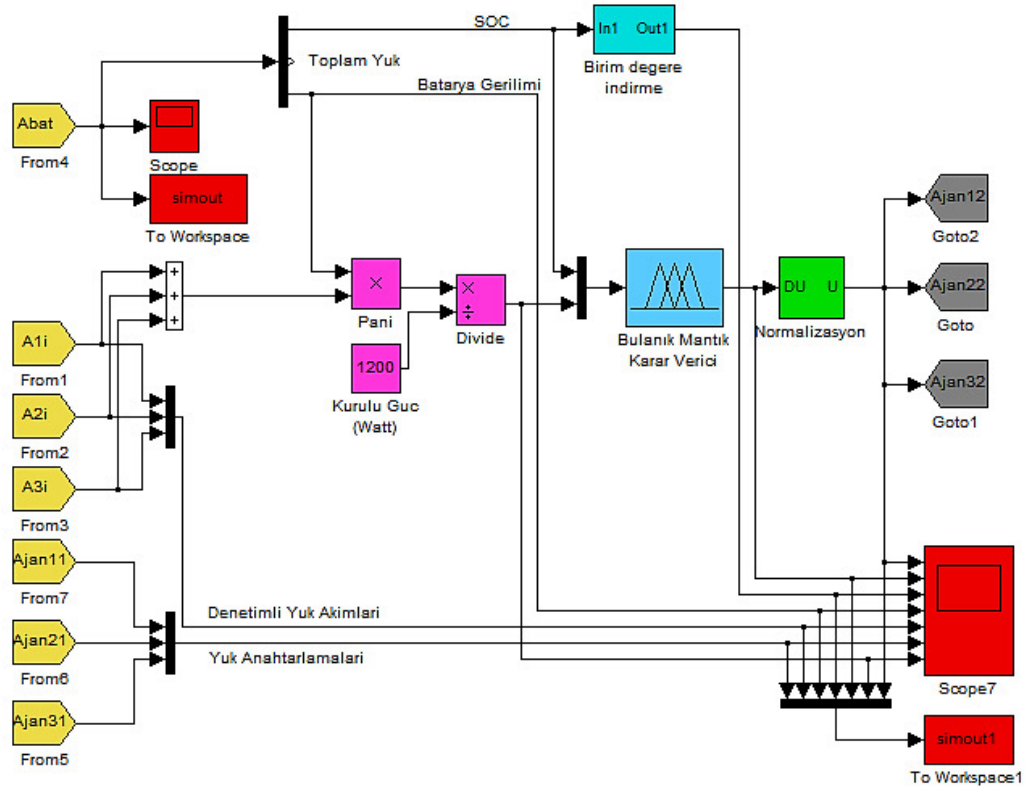 SOC
In1 Out1
Toplam Yuk
Birim degere
indirme
Batarya Gerilimi
Abat
From4
Scope
simout
To Workspace
Ajan12
Goto2
+
+
+
×
Pani
×
÷
Divide
1200
Kurulu Guc
(Watt)
Bulanık Mantık
Karar Verici
DU U
Normalizasyon
Ajan22
Goto
Ajan32
Goto1
A1i
From1
A2i
From2
A3i
From3
Ajan11
From7
Denetimli Yuk Akimlari
Ajan21
From6
Yuk Anahtarlamalari
Ajan31
From5
Scope7
simout1
To Workspace1